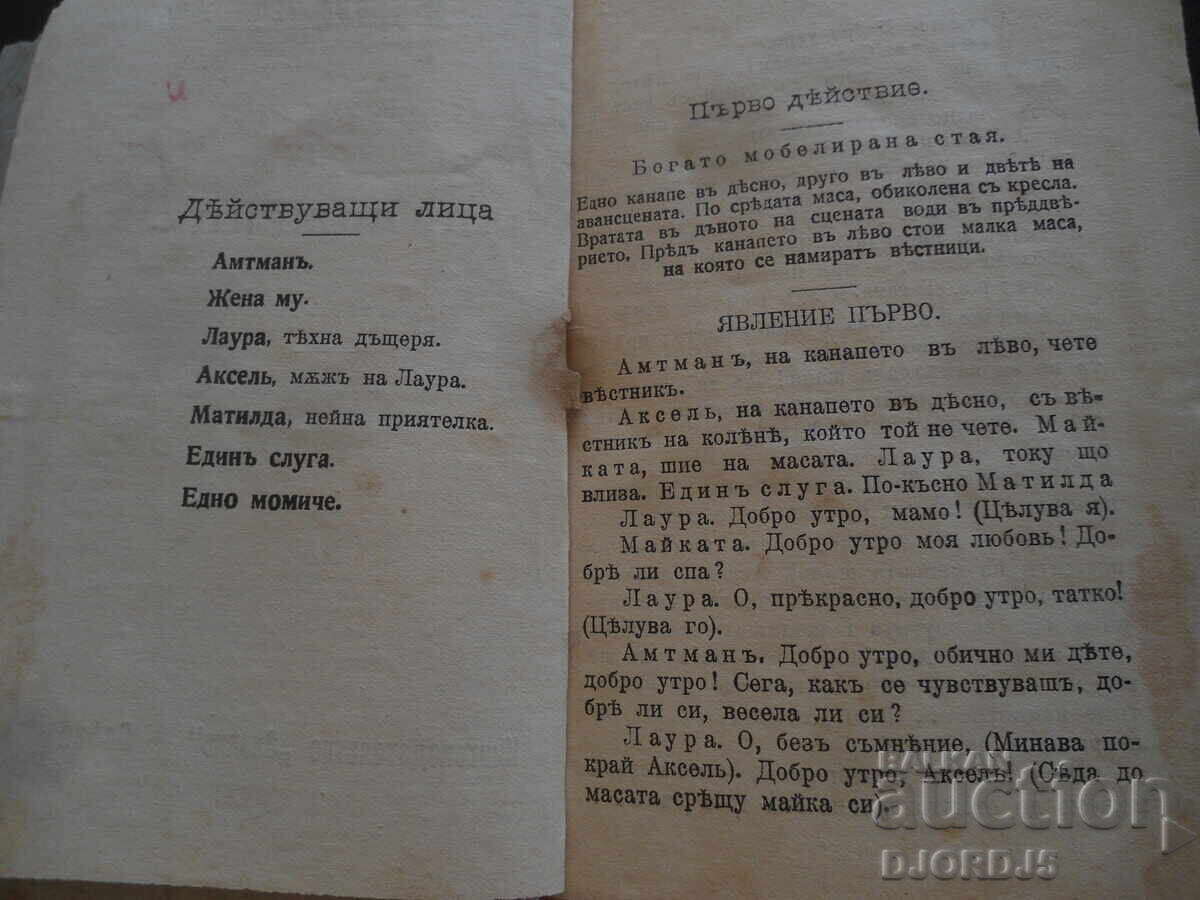 и
Дѣйствуващи лица
Амтманъ.
Жена му.
Лаура, тѣхна дъщеря.
Аксель, мѫжъ на Лаура.
Матилда, нейна приятелка.
Единъ слуга.
Едно момиче.
Първо дѣйствие.
Богато мобелирана стая.
Едно канапе въ дѣсно, друго въ лѣво и двѣтѣ на
авансцената. По срѣдата маса, обиколена съ кресла.
Вратата въ дъното на сцената води въ прѣддвѣ-
рието. Прѣдъ канапето въ лѣво стои малка маса,
на която се намиратъ вѣстници.
ЯВЛЕНИЕ ПЪРВО.
Амтманъ, на канапето въ лѣво, чете
вѣстникъ.
Аксель, на канапето въ дѣсно, съ вѣ-
стникъ на колѣнѣ, който той не чете. Май-
ката, шие на масата. Лаура, току що
влиза. Единъ слуга. По-късно Матилда
Лаура. Добро утро, мамо! (Цѣлува я).
Майката. Добро утро моя любовь! До-
брѣ ли спа?
Лаура. О, прѣкрасно, добро утро, татко!
(Цѣлува го).
Амтманъ. Добро утро, обично ми дѣте,
добро утро! Сега, какъ се чувствувашъ, до-
брѣ ли си, весела ли си?
Лаура. О, безъ съмнѣние. (Минава по-
край Аксель). Добро утро, Аксель! (Сѣда до
масата срѣщу майка си).
BALKAN
auction
DJORDJ5